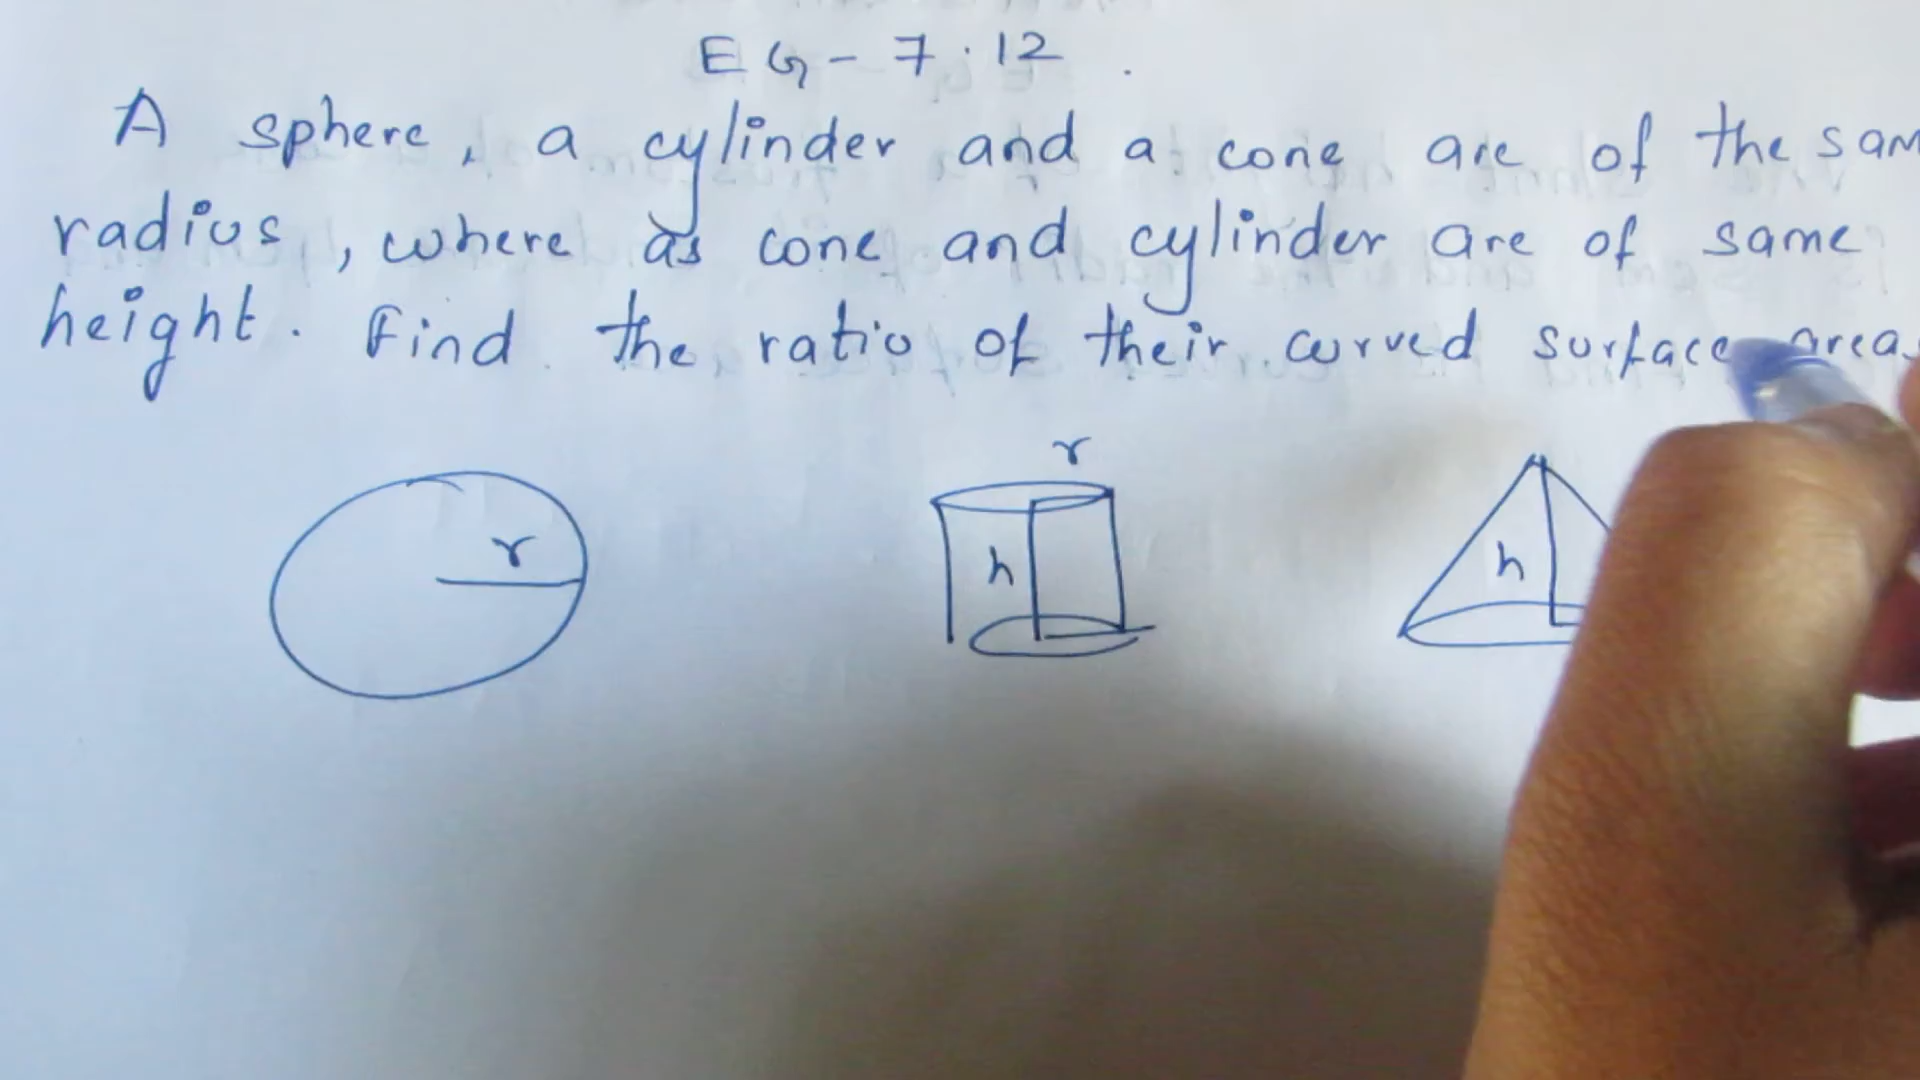 EG - 7.12.
A sphere, a cylinder and a cone are of the sam
radius, where as cone and cylinder are of same
height. Find the ratio of their curved surface area.
r
r
h
h